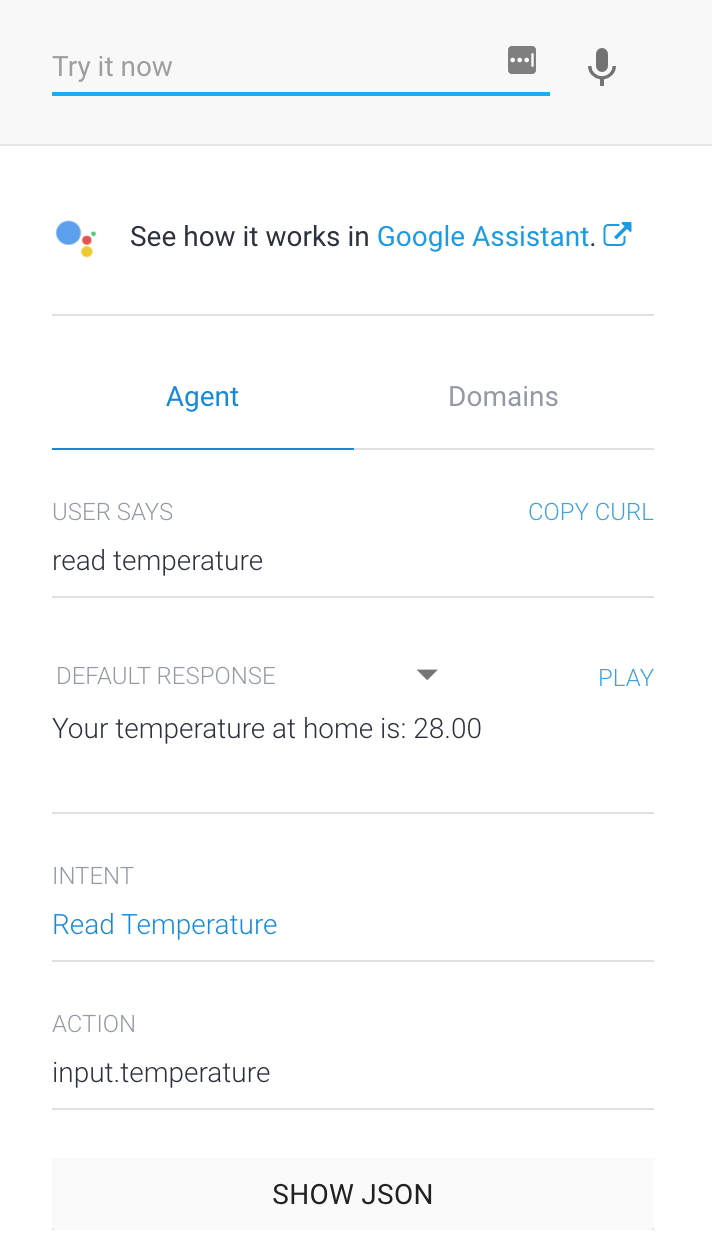 Try it now
See how it works in Google Assistant.
Agent Domains
USER SAYS COPY CURL
read temperature
DEFAULT RESPONSE PLAY
Your temperature at home is: 28.00
INTENT
Read Temperature
ACTION
input.temperature
SHOW JSON